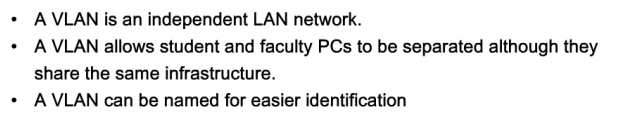 • A VLAN is an independent LAN network.
• A VLAN allows student and faculty PCs to be separated although they
share the same infrastructure.
• A VLAN can be named for easier identification